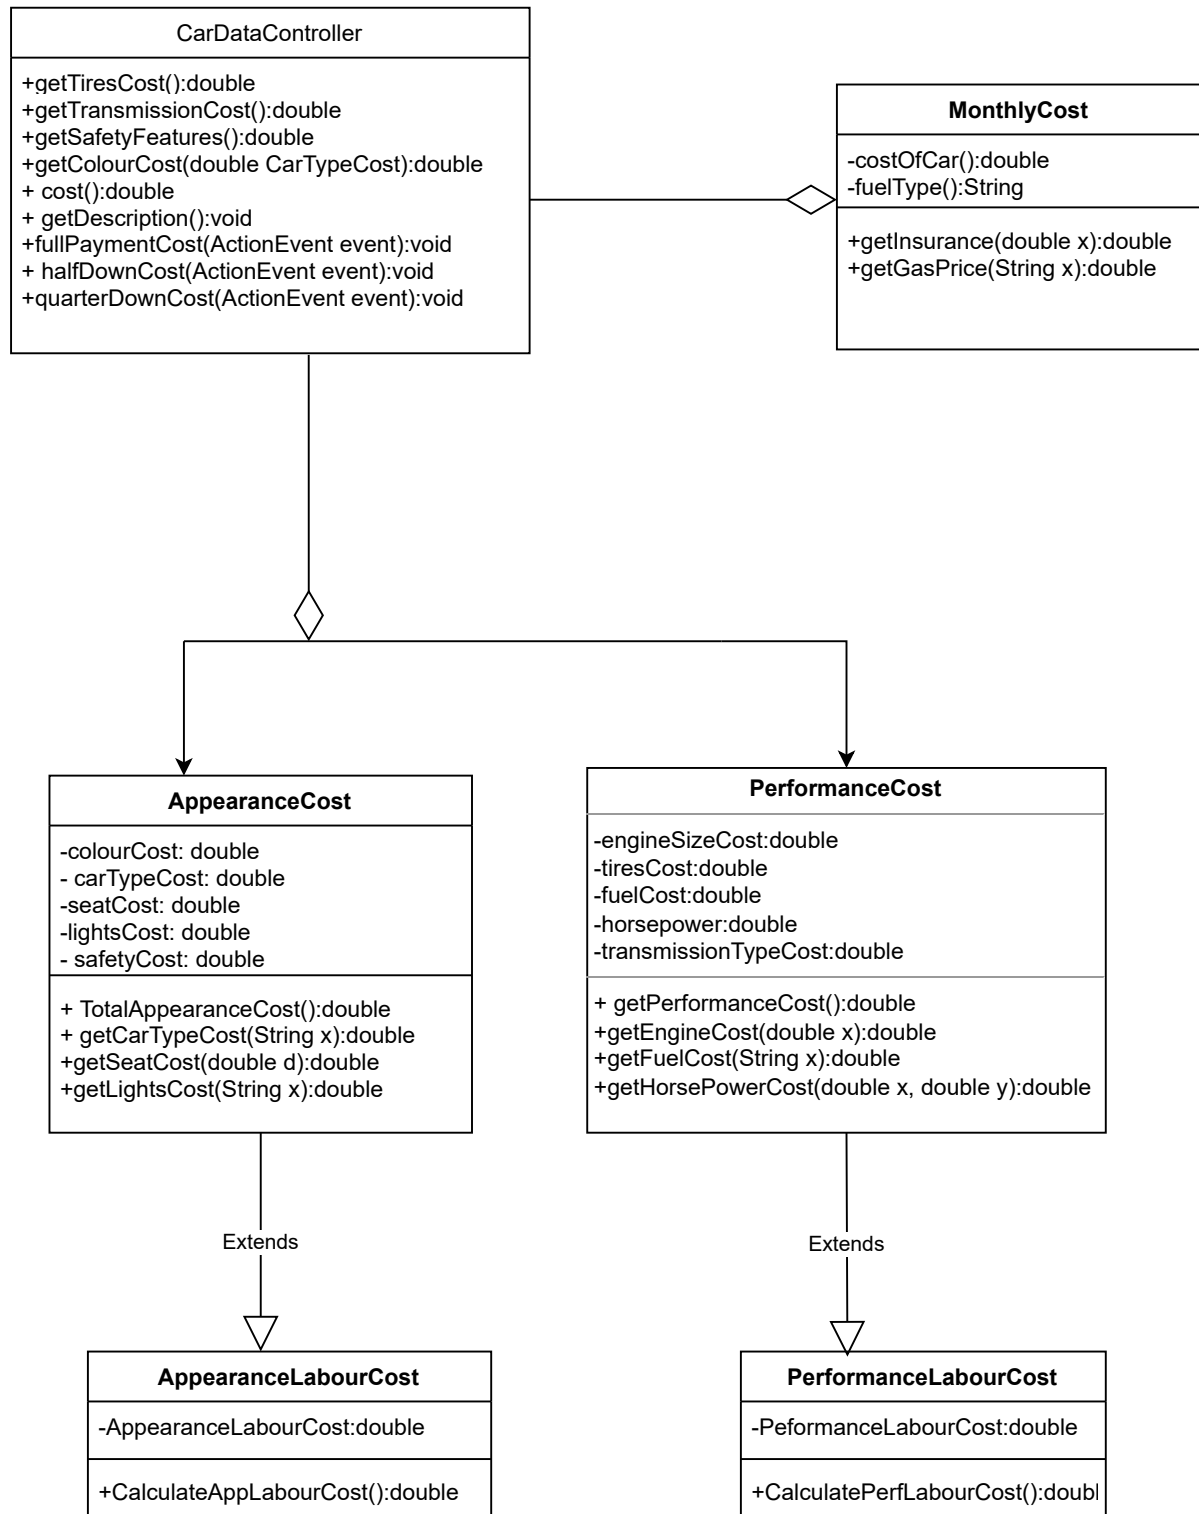 CarDataController
+getTiresCost():double
+getTransmissionCost():double
+getSafetyFeatures():double
+getColourCost(double CarTypeCost):double
+ cost():double
+ getDescription():void
+fullPaymentCost(ActionEvent event):void
+ halfDownCost(ActionEvent event):void
+quarterDownCost(ActionEvent event):void
MonthlyCost
-costOfCar():double
-fuelType():String
+getInsurance(double x):double
+getGasPrice(String x):double
AppearanceCost
-colourCost: double
- carTypeCost: double
-seatCost: double
-lightsCost: double
- safetyCost: double
+ TotalAppearanceCost():double
+ getCarTypeCost(String x):double
+getSeatCost(double d):double
+getLightsCost(String x):double
PerformanceCost
-engineSizeCost:double
-tiresCost:double
-fuelCost:double
-horsepower:double
-transmissionTypeCost:double
+ getPerformanceCost():double
+getEngineCost(double x):double
+getFuelCost(String x):double
+getHorsePowerCost(double x, double y):double
Extends
Extends
AppearanceLabourCost
-AppearanceLabourCost:double
+CalculateAppLabourCost():double
PerformanceLabourCost
-PeformanceLabourCost:double
+CalculatePerfLabourCost():doubl